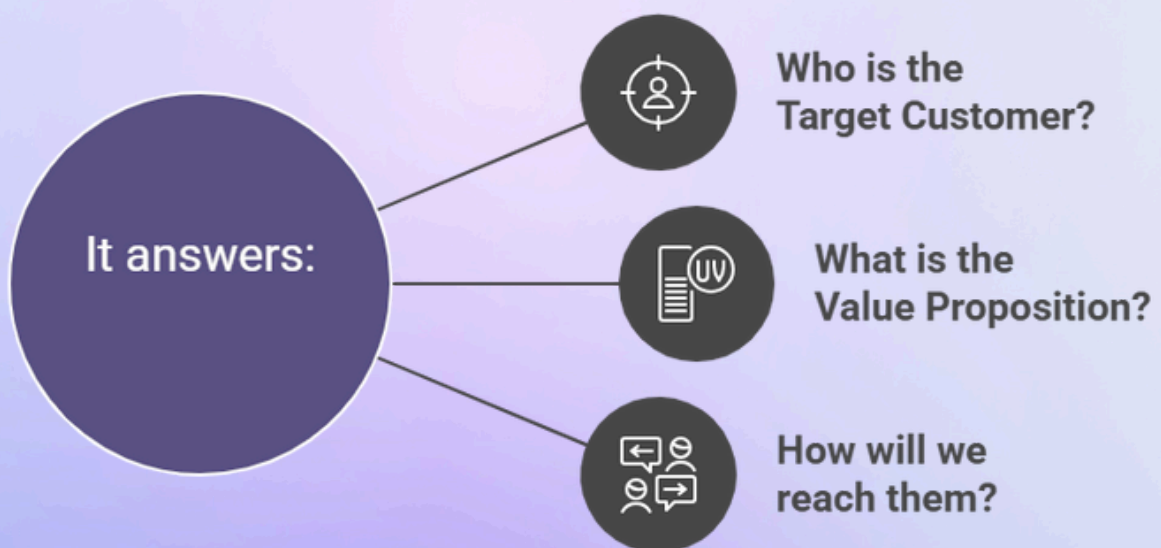 It answers:
Who is the
Target Customer?
UV
What is the
Value Proposition?
How will we
reach them?